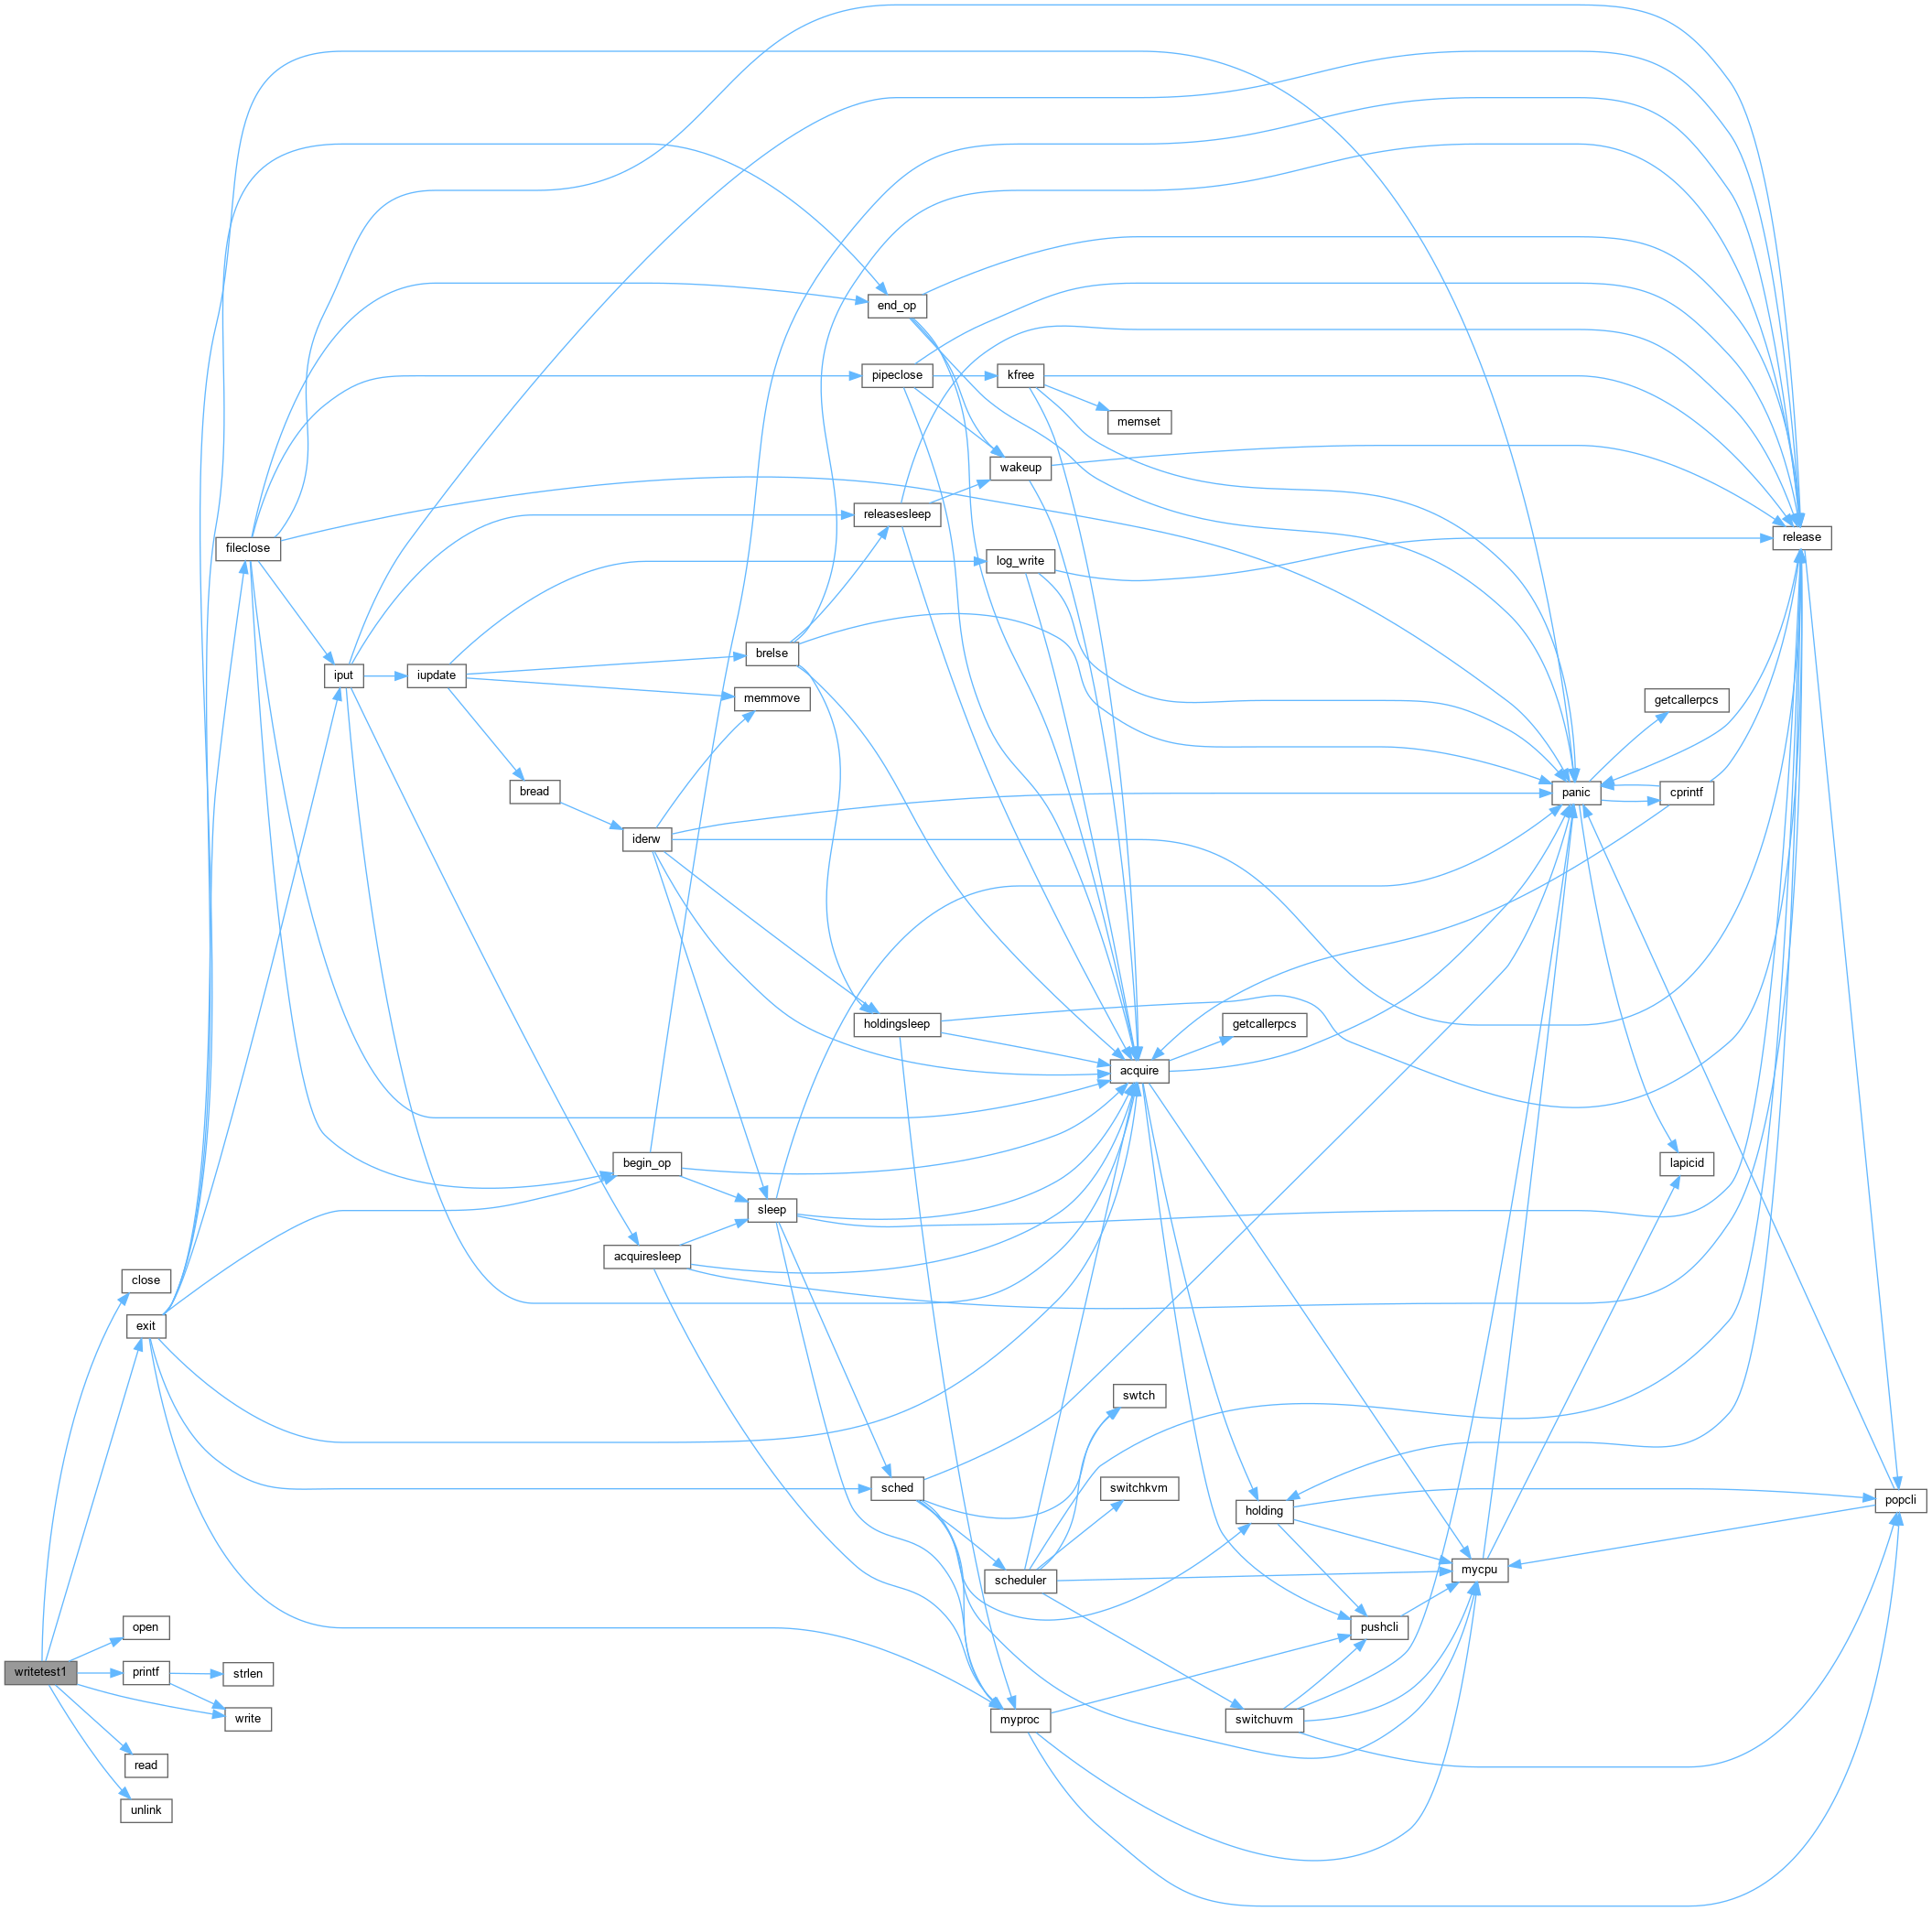 end_op
pipeclose
kfree
memset
wakeup
releasesleep
release
fileclose
log_write
brelse
iput
iupdate
memmove
getcallerpcs
bread
panic
cprintf
iderw
holdingsleep
getcallerpcs
acquire
begin_op
lapicid
sleep
acquiresleep
close
exit
swtch
sched
switchkvm
popcli
holding
mycpu
scheduler
open
pushcli
writetest1
printf
strlen
write
myproc
switchuvm
read
unlink